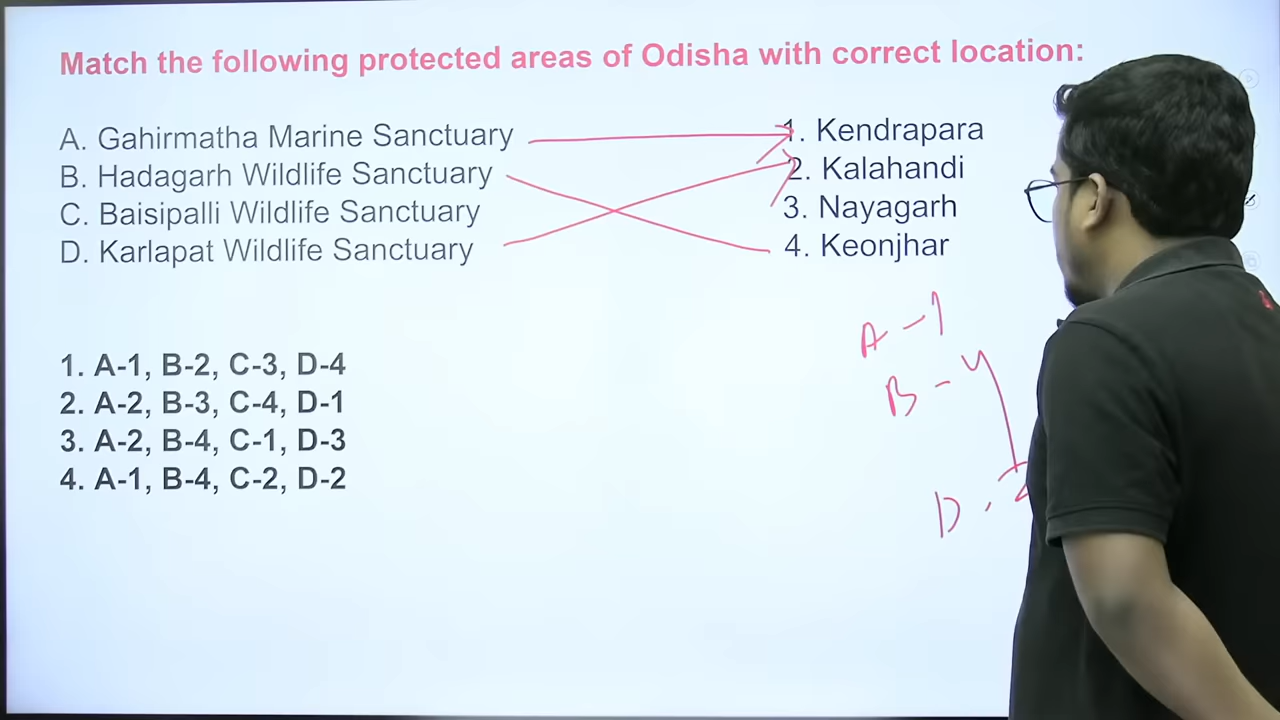 Match the following protected areas of Odisha with correct location:
A. Gahirmatha Marine Sanctuary
B. Hadagarh Wildlife Sanctuary
C. Baisipalli Wildlife Sanctuary
D. Karlapat Wildlife Sanctuary
1. Kendrapara
2. Kalahandi
3. Nayagarh
4. Keonjhar
1. A-1, B-2, C-3, D-4
2. A-2, B-3, C-4, D-1
3. A-2, B-4, C-1, D-3
4. A-1, B-4, C-2, D-2
A - 1
B - 4
D - 2